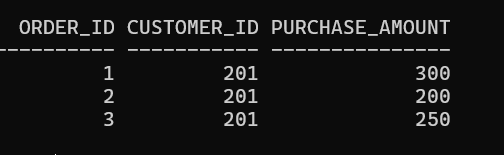 ORDER_ID CUSTOMER_ID PURCHASE_AMOUNT
---------- ----------- ---------------
1 201 300
2 201 200
3 201 250